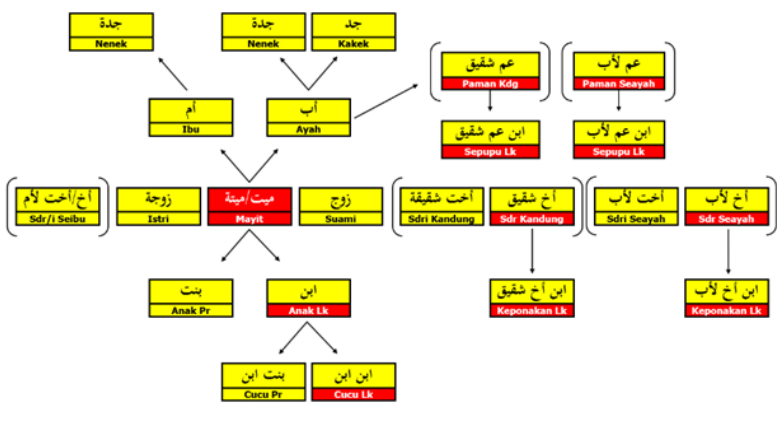 جدة
Nenek
جدة
Nenek
جد
Kakek
عم شقيق
Paman Kdg
عم لأب
Paman Seayah
أم
Ibu
أب
Ayah
ابن عم شقيق
Sepupu Lk
ابن عم لأب
Sepupu Lk
أخ/أخت لأم
Sdr/i Seibu
زوجة
Istri
ميت/ميتة
Mayit
زوج
Suami
أخت شقيقة
Sdri Kandung
أخ شقيق
Sdr Kandung
أخت لأب
Sdri Seayah
أخ لأب
Sdr Seayah
بنت
Anak Pr
ابن
Anak Lk
ابن أخ شقيق
Keponakan Lk
ابن أخ لأب
Keponakan Lk
بنت ابن
Cucu Pr
ابن ابن
Cucu Lk